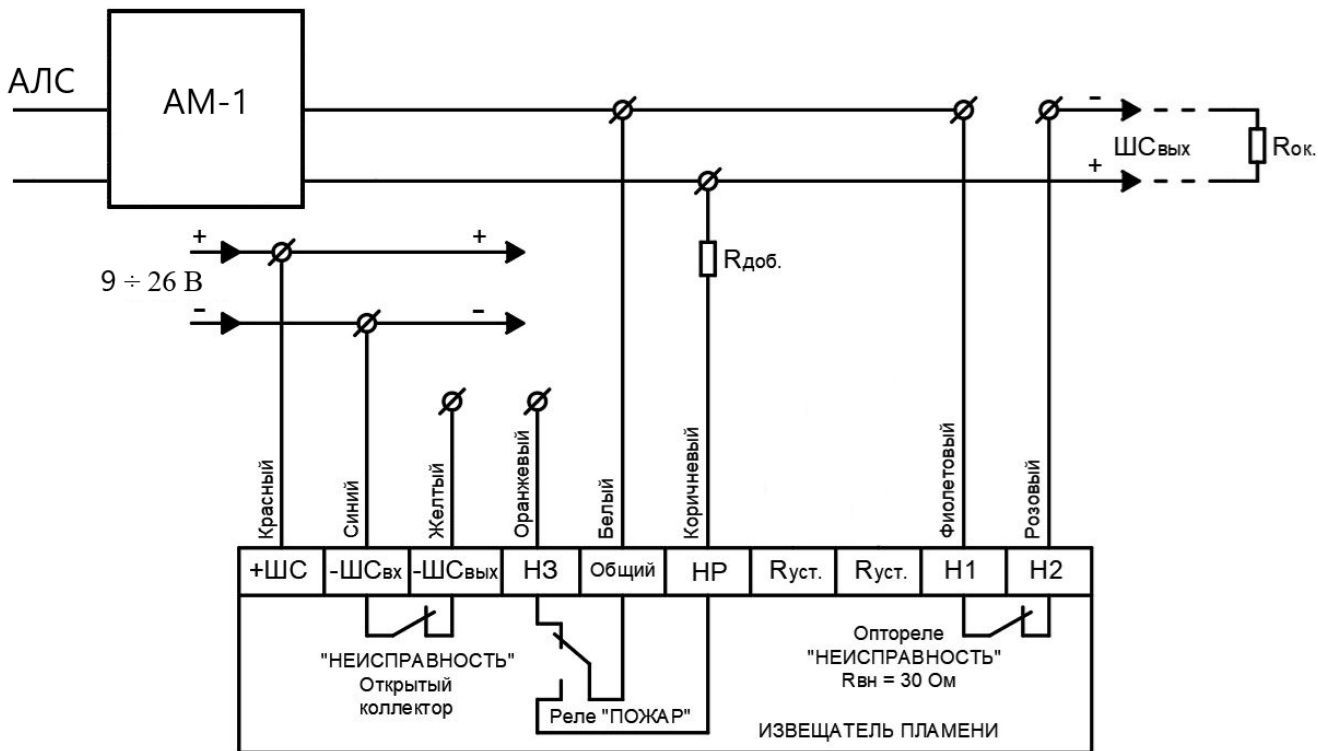 АЛС
АМ-1
-
ШСвых
+
Rок.
+
+
9 ÷ 26 В
-
-
Rдоб.
Красный
Синий
Желтый
Оранжевый
Белый
Коричневый
Фиолетовый
Розовый
+ШС
-ШСвх
-ШСвых
НЗ
Общий
НР
Rуст.
Rуст.
Н1
Н2
"НЕИСПРАВНОСТЬ"
Открытый
коллектор
Реле "ПОЖАР"
Оптореле
"НЕИСПРАВНОСТЬ"
Rвн = 30 Ом
ИЗВЕЩАТЕЛЬ ПЛАМЕНИ